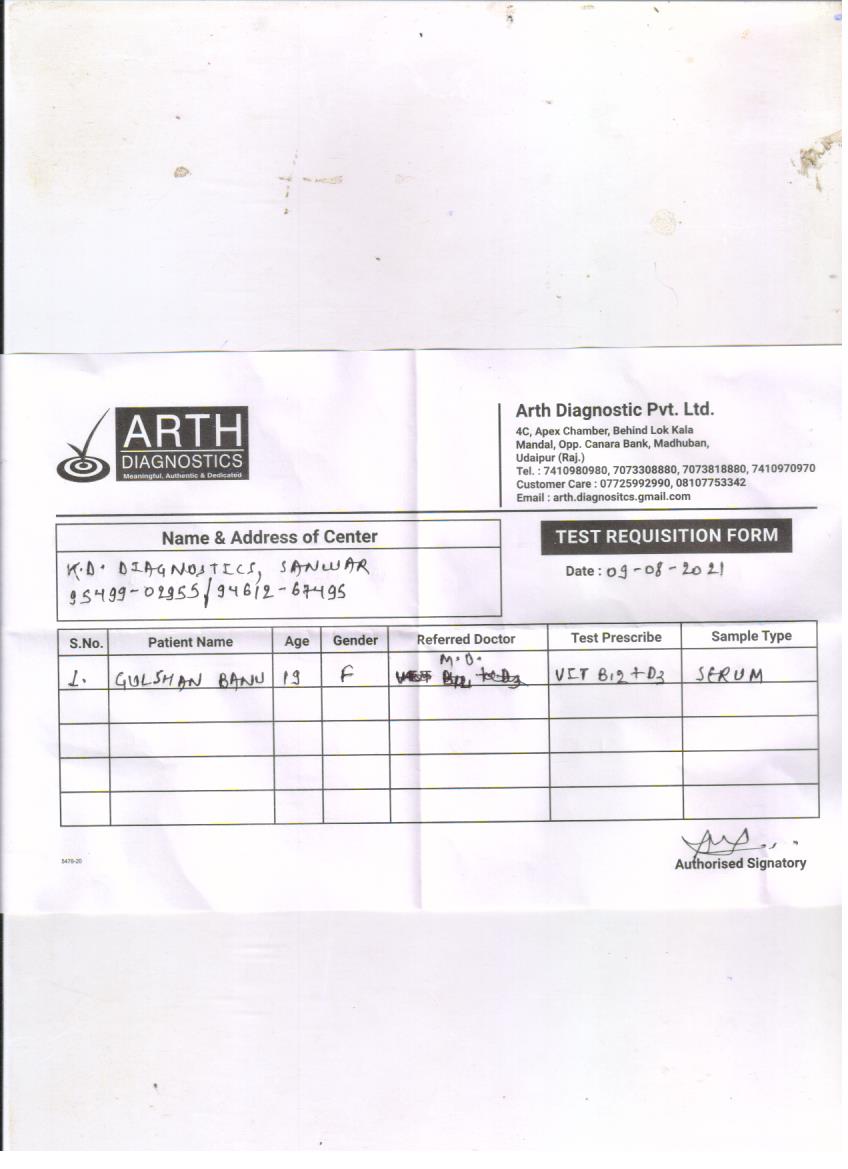 ARTH
DIAGNOSTICS
Meaningful, Authentic & Dedicated
Arth Diagnostic Pvt. Ltd.
4C, Apex Chamber, Behind Lok Kala
Mandal, Opp. Canara Bank, Madhuban,
Udaipur (Raj.)
Tel. : 7410980980, 7073308880, 7073818880, 7410970970
Customer Care : 07725992990, 08107753342
Email : arth.diagnositcs.gmail.com
Name & Address of Center
K.D. DIAGNOSTICS, SANWAR
95499-02955/94612-67495
TEST REQUISITION FORM
Date : 09-08-2021
S.No. Patient Name Age Gender Referred Doctor Test Prescribe Sample Type
1. GULSHAN BANU 19 F M.D. VIT B12+D3 SERUM
5478-20
Authorised Signatory